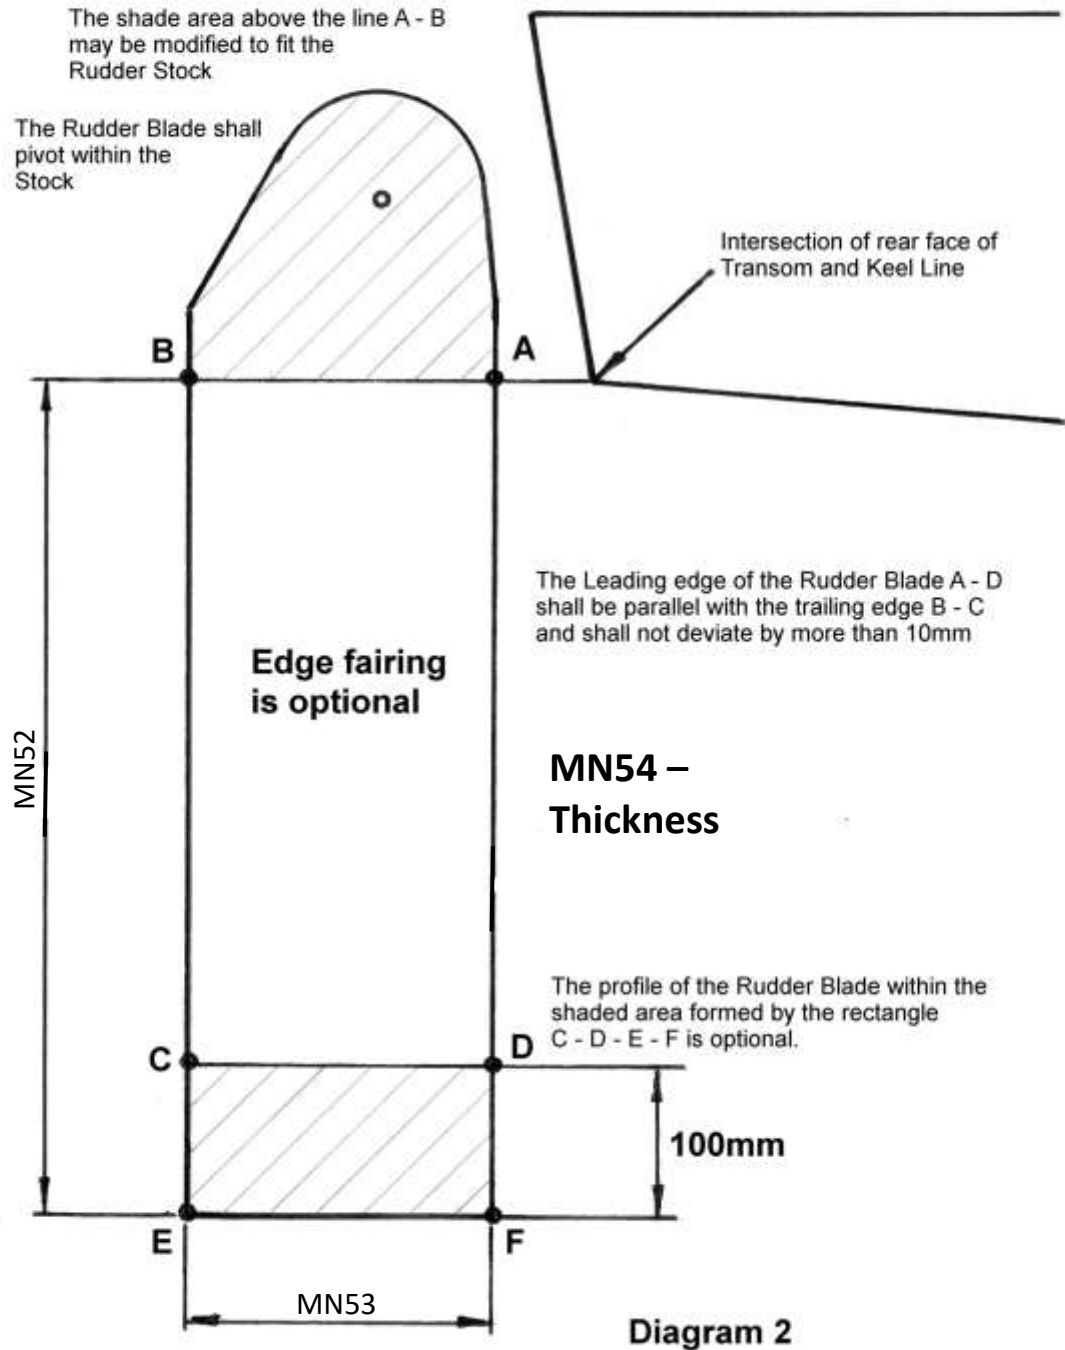 The shade area above the line A - B
may be modified to fit the
Rudder Stock
The Rudder Blade shall
pivot within the
Stock
Intersection of rear face of
Transom and Keel Line
B
A
The Leading edge of the Rudder Blade A - D
shall be parallel with the trailing edge B - C
and shall not deviate by more than 10mm
Edge fairing
is optional
MN52
MN54 –
Thickness
The profile of the Rudder Blade within the
shaded area formed by the rectangle
C - D - E - F is optional.
C
D
100mm
E
F
MN53
Diagram 2